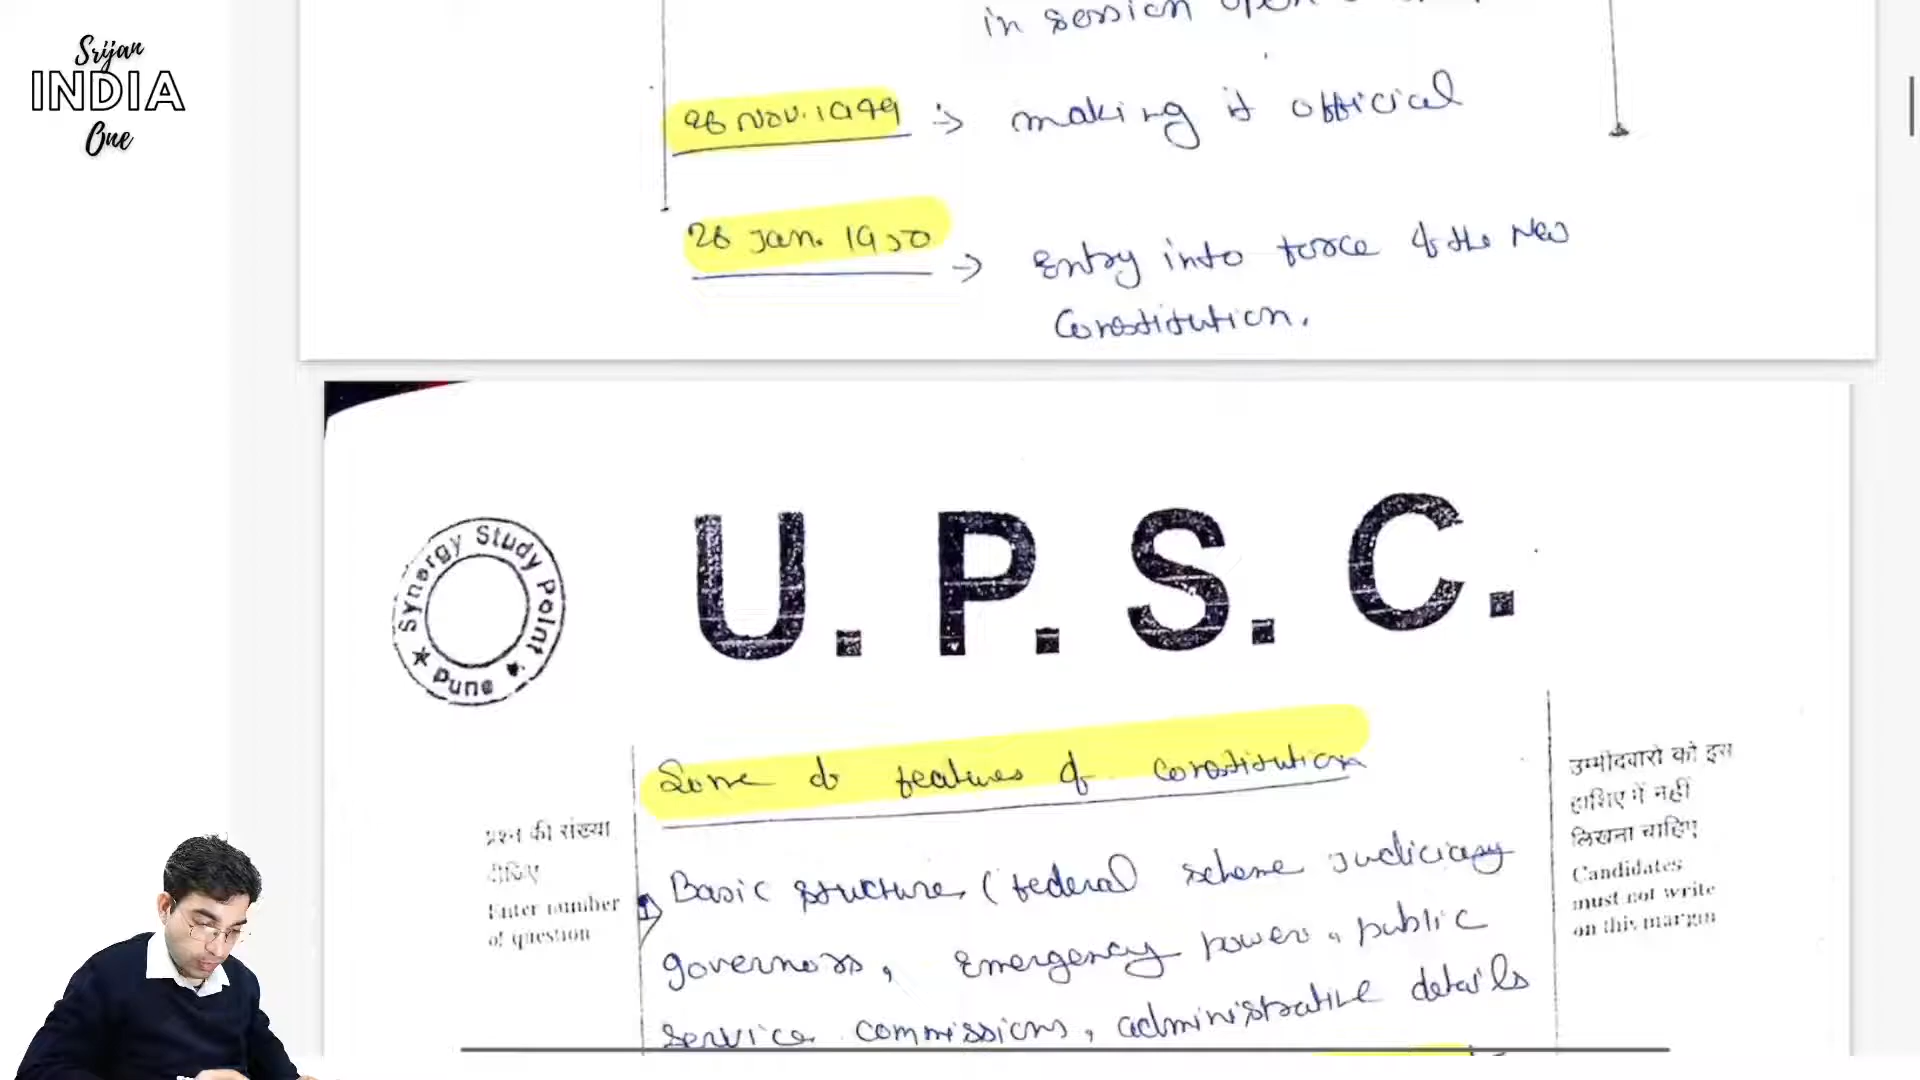 Srijan
INDIA
One
in session
26 Nov. 1949 → making it official
26 Jan. 1950 → Entry into force of the New
Constitution.
Synergy Study Point
★ Pune ★
U. P. S. C.
Some features of constitution
प्रश्न की संख्या
Enter number
of question
Basic structure (federal scheme Judiciary
governors, Emergency powers, public
service commissions, administrative details
उम्मीदवारों को इस
हाशिए में नहीं
लिखना चाहिए
Candidates
must not write
on this margin